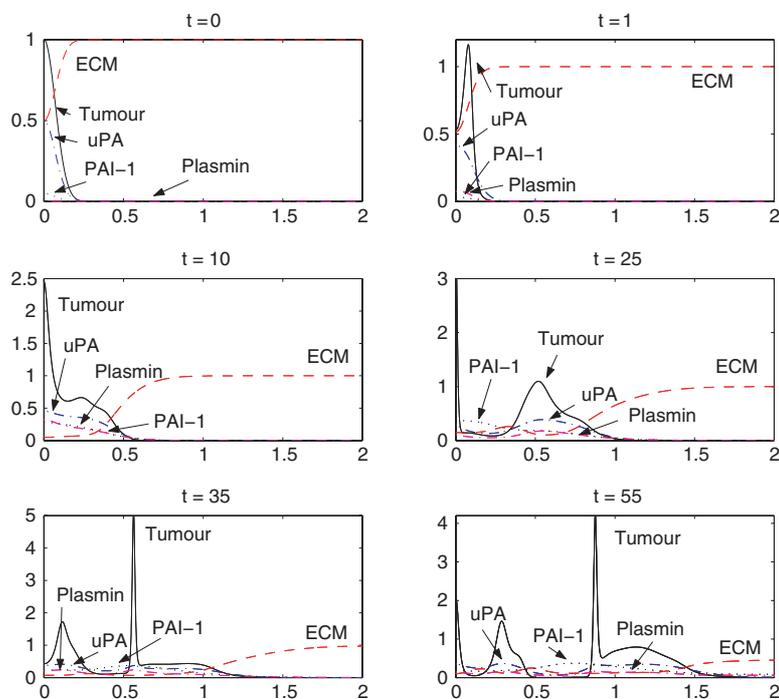 t = 0
t = 1
1
0.5
0
ECM
Tumour
uPA
PAI−1
Plasmin
0 0.5 1 1.5 2
1
0.5
0
Tumour
ECM
uPA
PAI−1
Plasmin
0 0.5 1 1.5 2
t = 10
t = 25
2.5
2
1.5
1
0.5
0
Tumour
uPA
Plasmin
ECM
PAI−1
0 0.5 1 1.5 2
3
2
1
0
Tumour
PAI−1
ECM
uPA
Plasmin
0 0.5 1 1.5 2
t = 35
t = 55
5
4
3
2
1
0
Tumour
Plasmin
uPA
PAI−1
ECM
0 0.5 1 1.5 2
4
3
2
1
0
Tumour
uPA
PAI−1
Plasmin
ECM
0 0.5 1 1.5 2